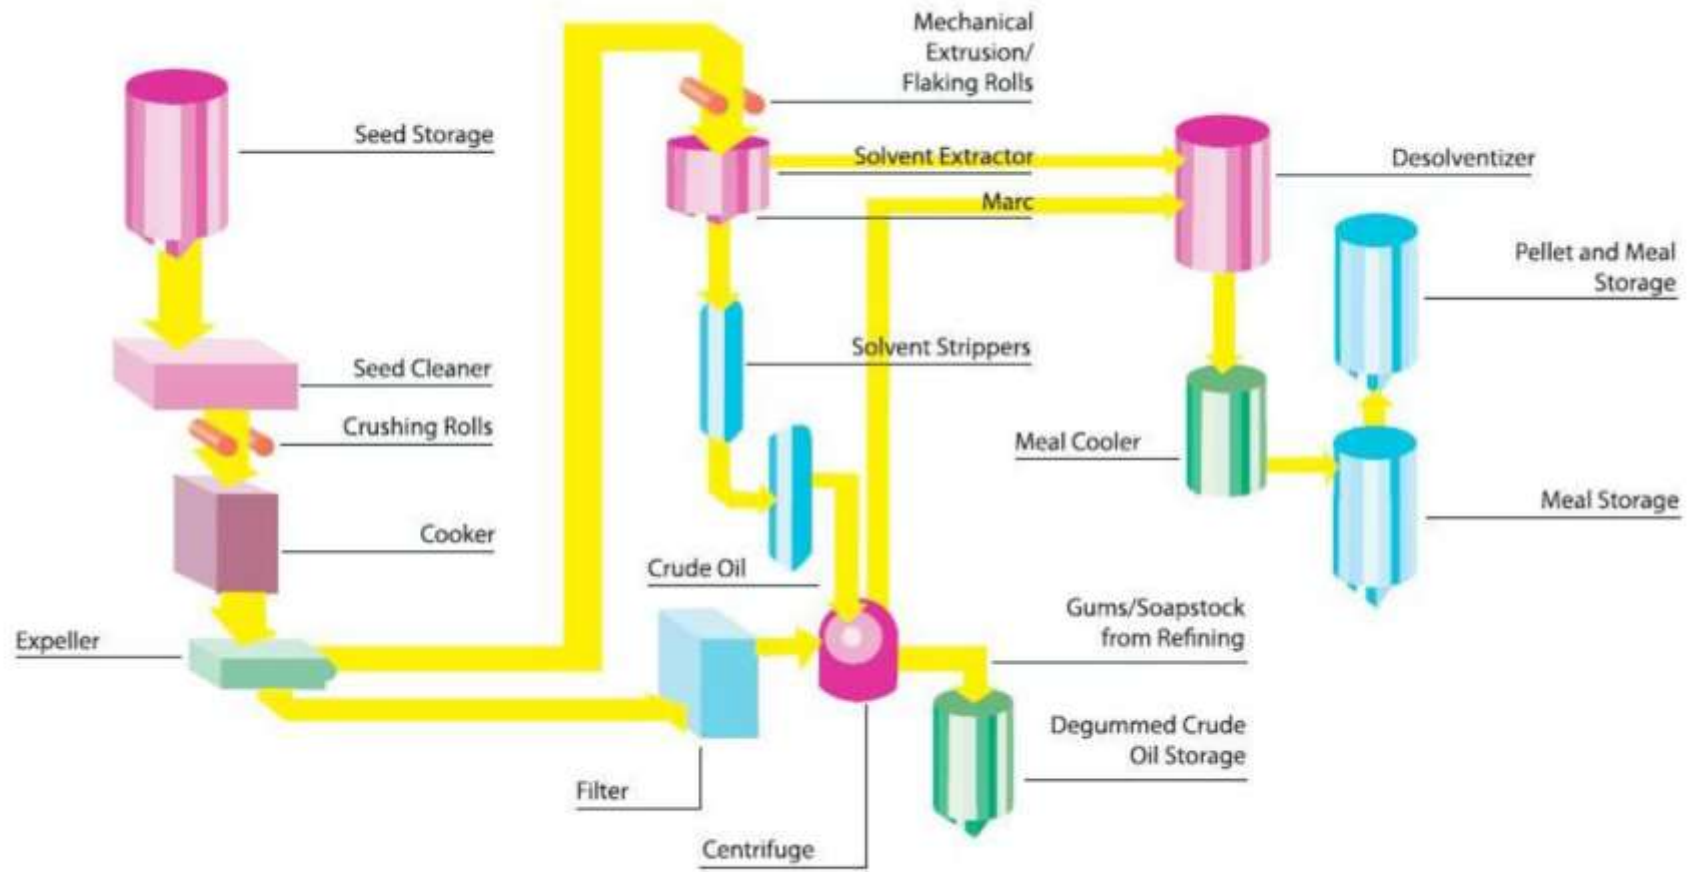 Mechanical
Extrusion/
Flaking Rolls
Seed Storage
Solvent Extractor
Desolventizer
Marc
Pellet and Meal
Storage
Solvent Strippers
Seed Cleaner
Crushing Rolls
Meal Cooler
Meal Storage
Cooker
Crude Oil
Gums/Soapstock
from Refining
Expeller
Degummed Crude
Oil Storage
Filter
Centrifuge